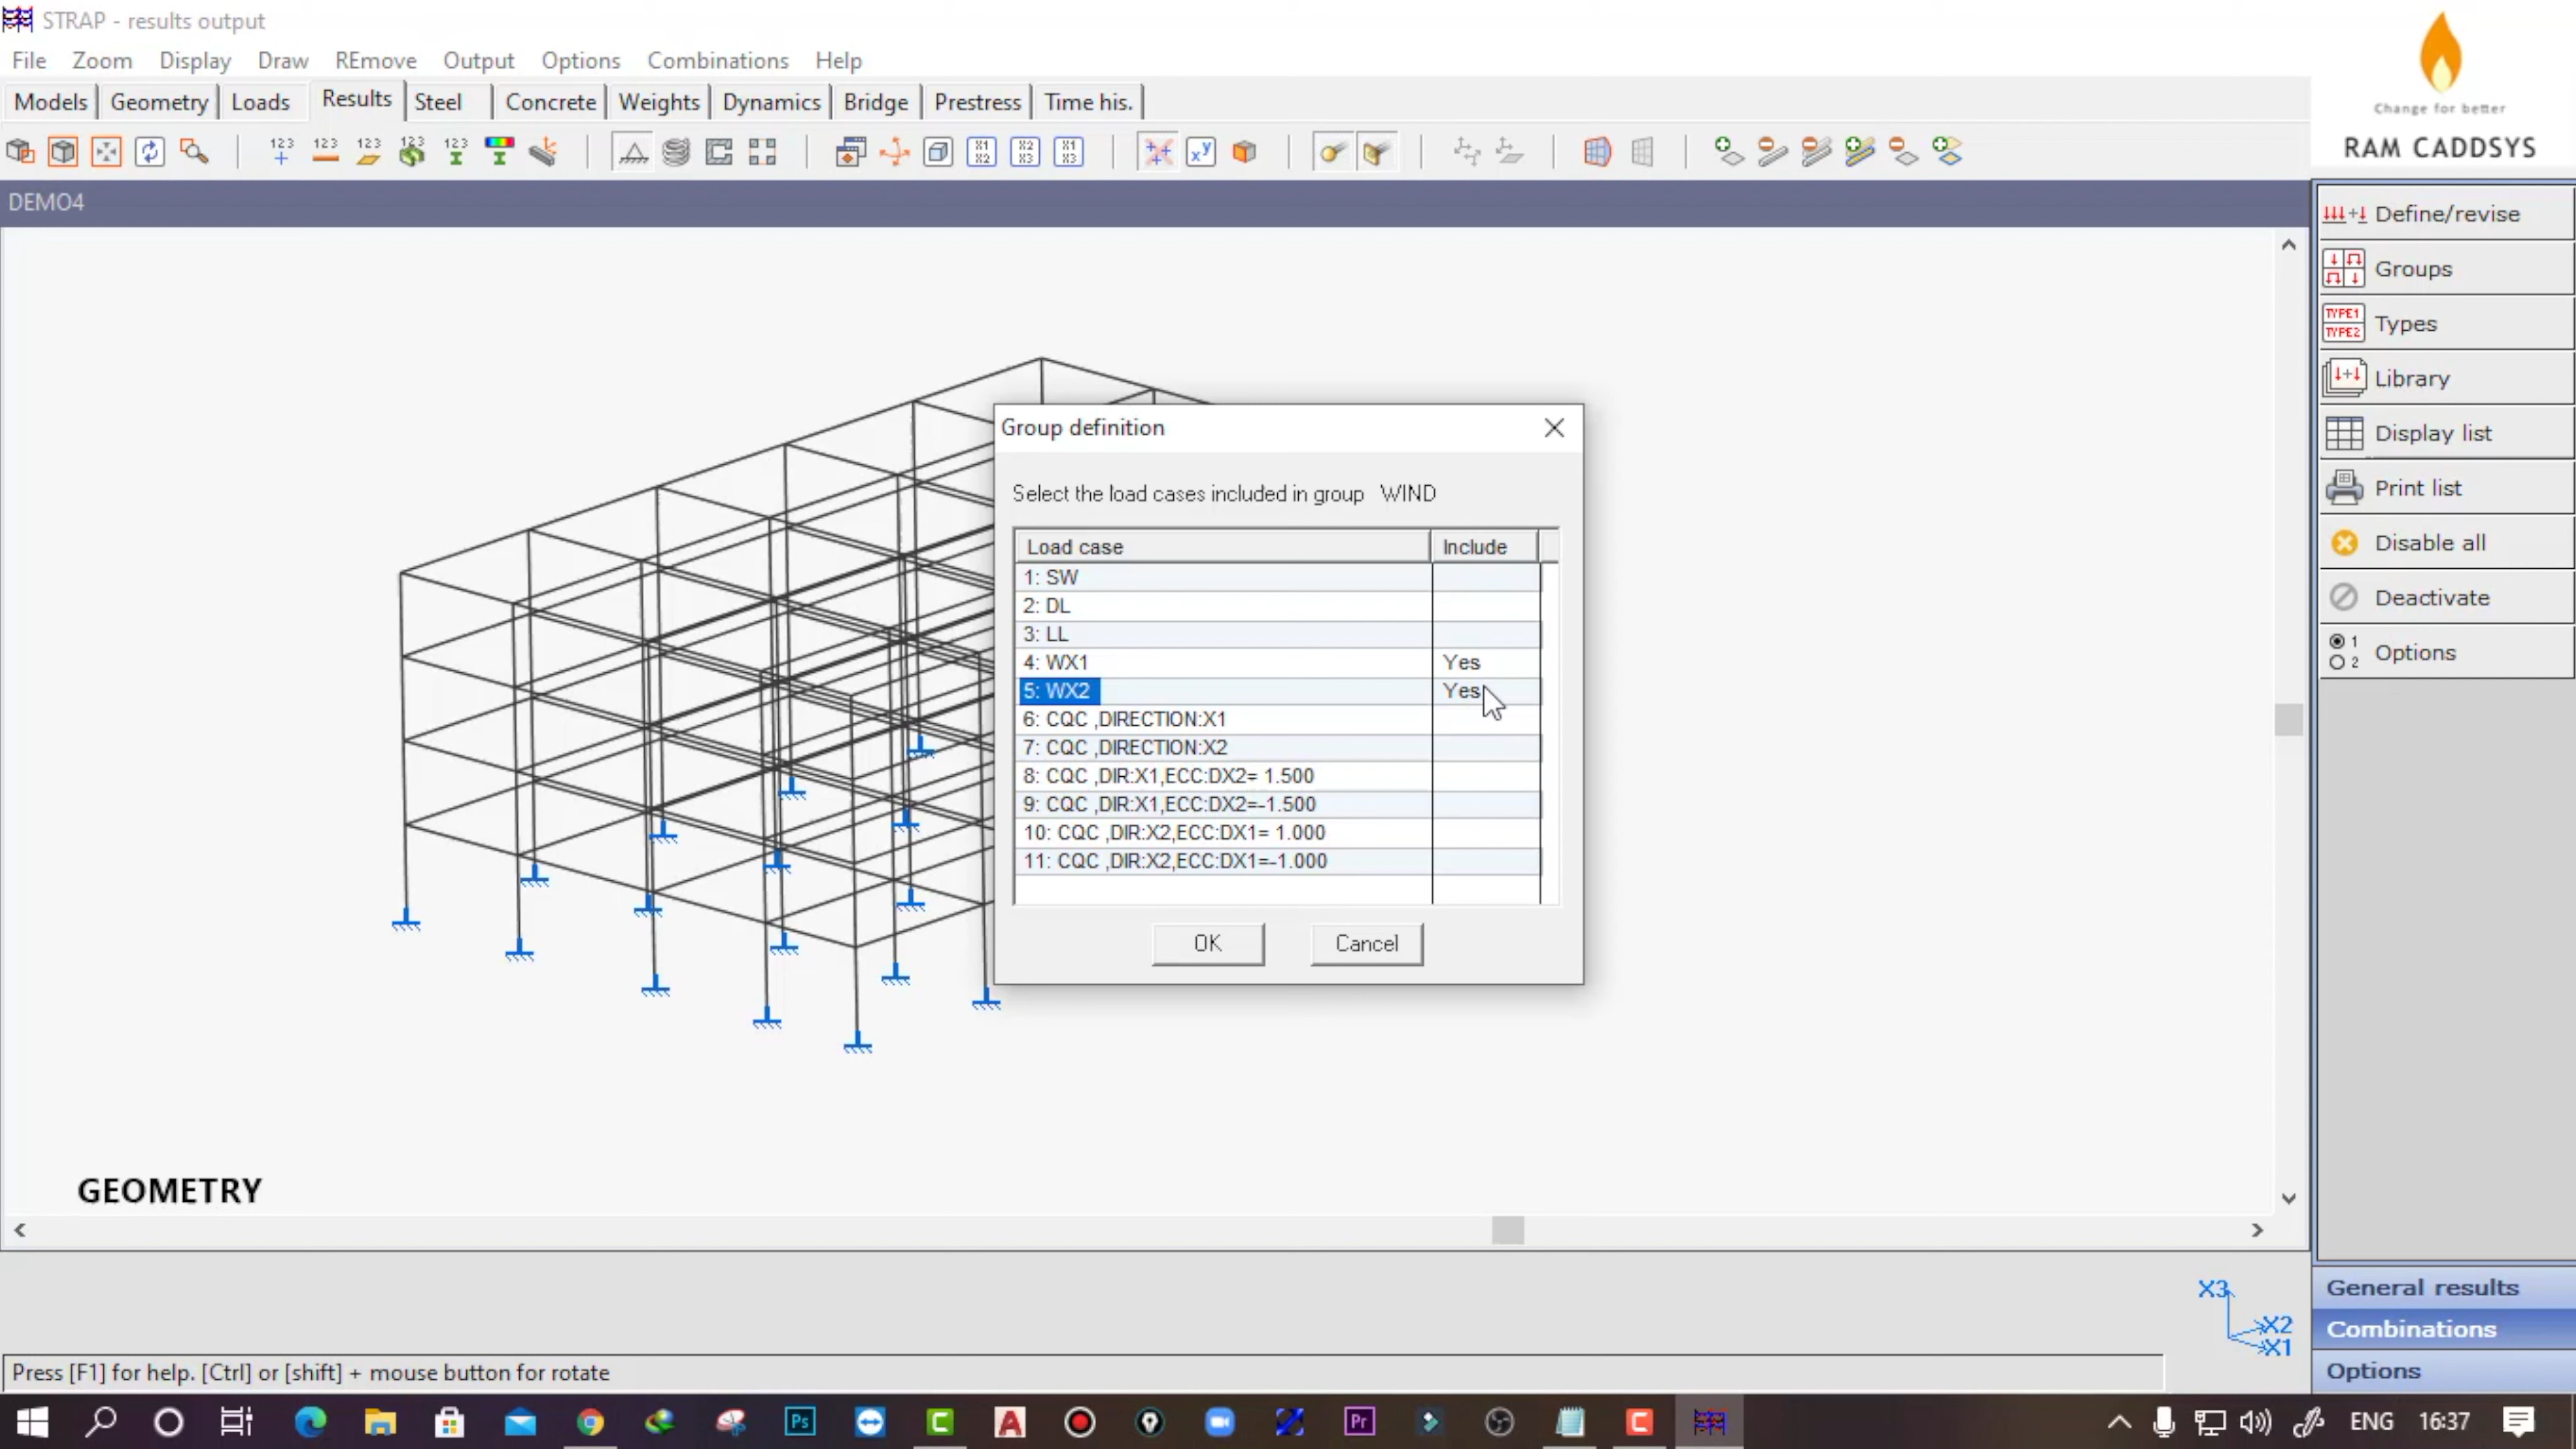 STRAP - results output
File Zoom Display Draw REmove Output Options Combinations Help
Models Geometry Loads Results Steel Concrete Weights Dynamics Bridge Prestress Time his.
Change for better
RAM CADDSYS
DEMO4
Define/revise
Groups
TYPE1
TYPE2
Types
Library
Display list
Print list
Disable all
Deactivate
1
2
Options
Group definition
Select the load cases included in group WIND
Load case Include
1: SW
2: DL
3: LL
4: WX1 Yes
5: WX2 Yes
6: CQC ,DIRECTION:X1
7: CQC ,DIRECTION:X2
8: CQC ,DIR:X1,ECC:DX2= 1.500
9: CQC ,DIR:X1,ECC:DX2=-1.500
10: CQC ,DIR:X2,ECC:DX1= 1.000
11: CQC ,DIR:X2,ECC:DX1=-1.000
OK Cancel
GEOMETRY
X3
X2
X1
General results
Combinations
Options
Press [F1] for help. [Ctrl] or [shift] + mouse button for rotate
Ps
C
A
Pr
C
ENG 16:37